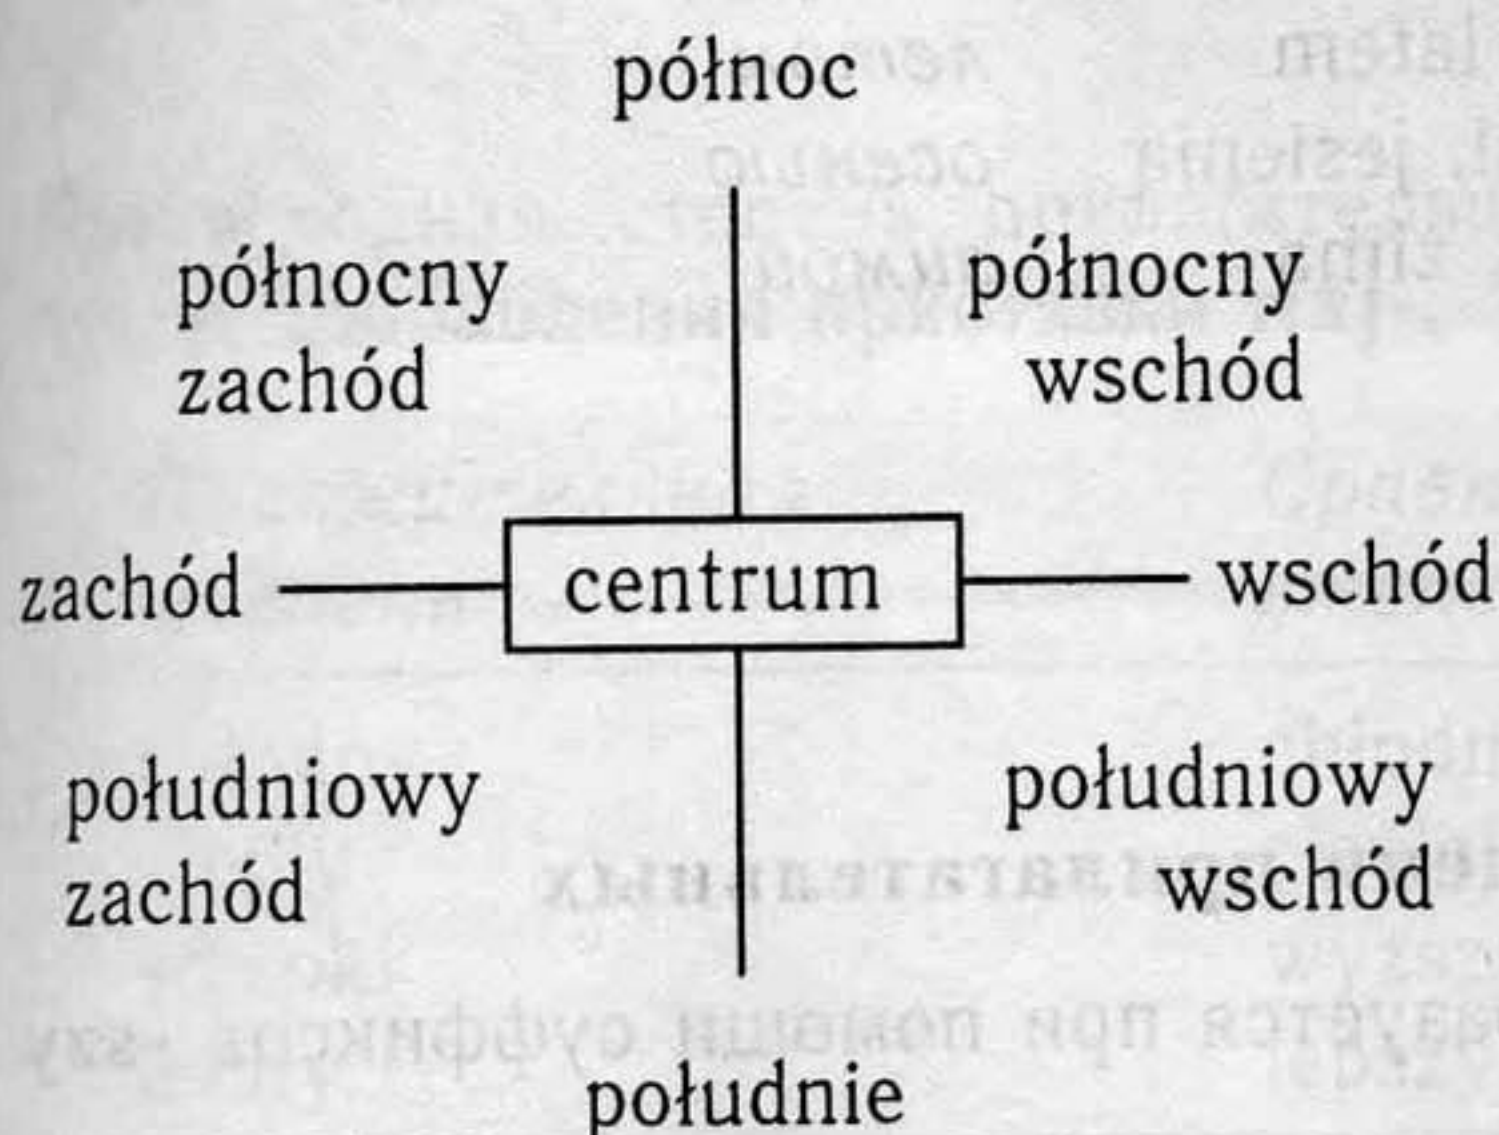 północ
północny północny
zachód wschód
zachód centrum wschód
południowy południowy
zachód wschód
południe